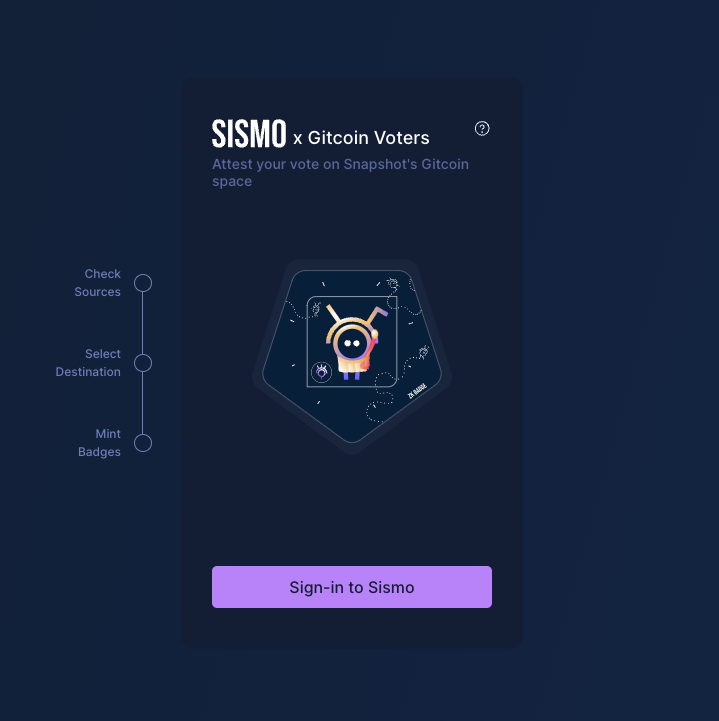 SISMO x Gitcoin Voters
Attest your vote on Snapshot's Gitcoin
space
Check
Sources
Select
Destination
Mint
Badges
ZK BADGE
Sign-in to Sismo